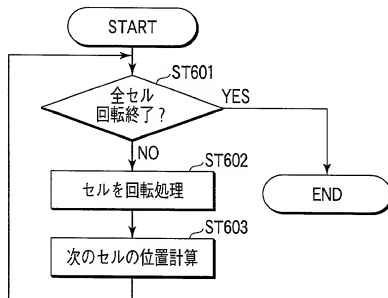 START
ST601
全セル
回転終了?
YES
NO
ST602
セルを回転処理
END
ST603
次のセルの位置計算